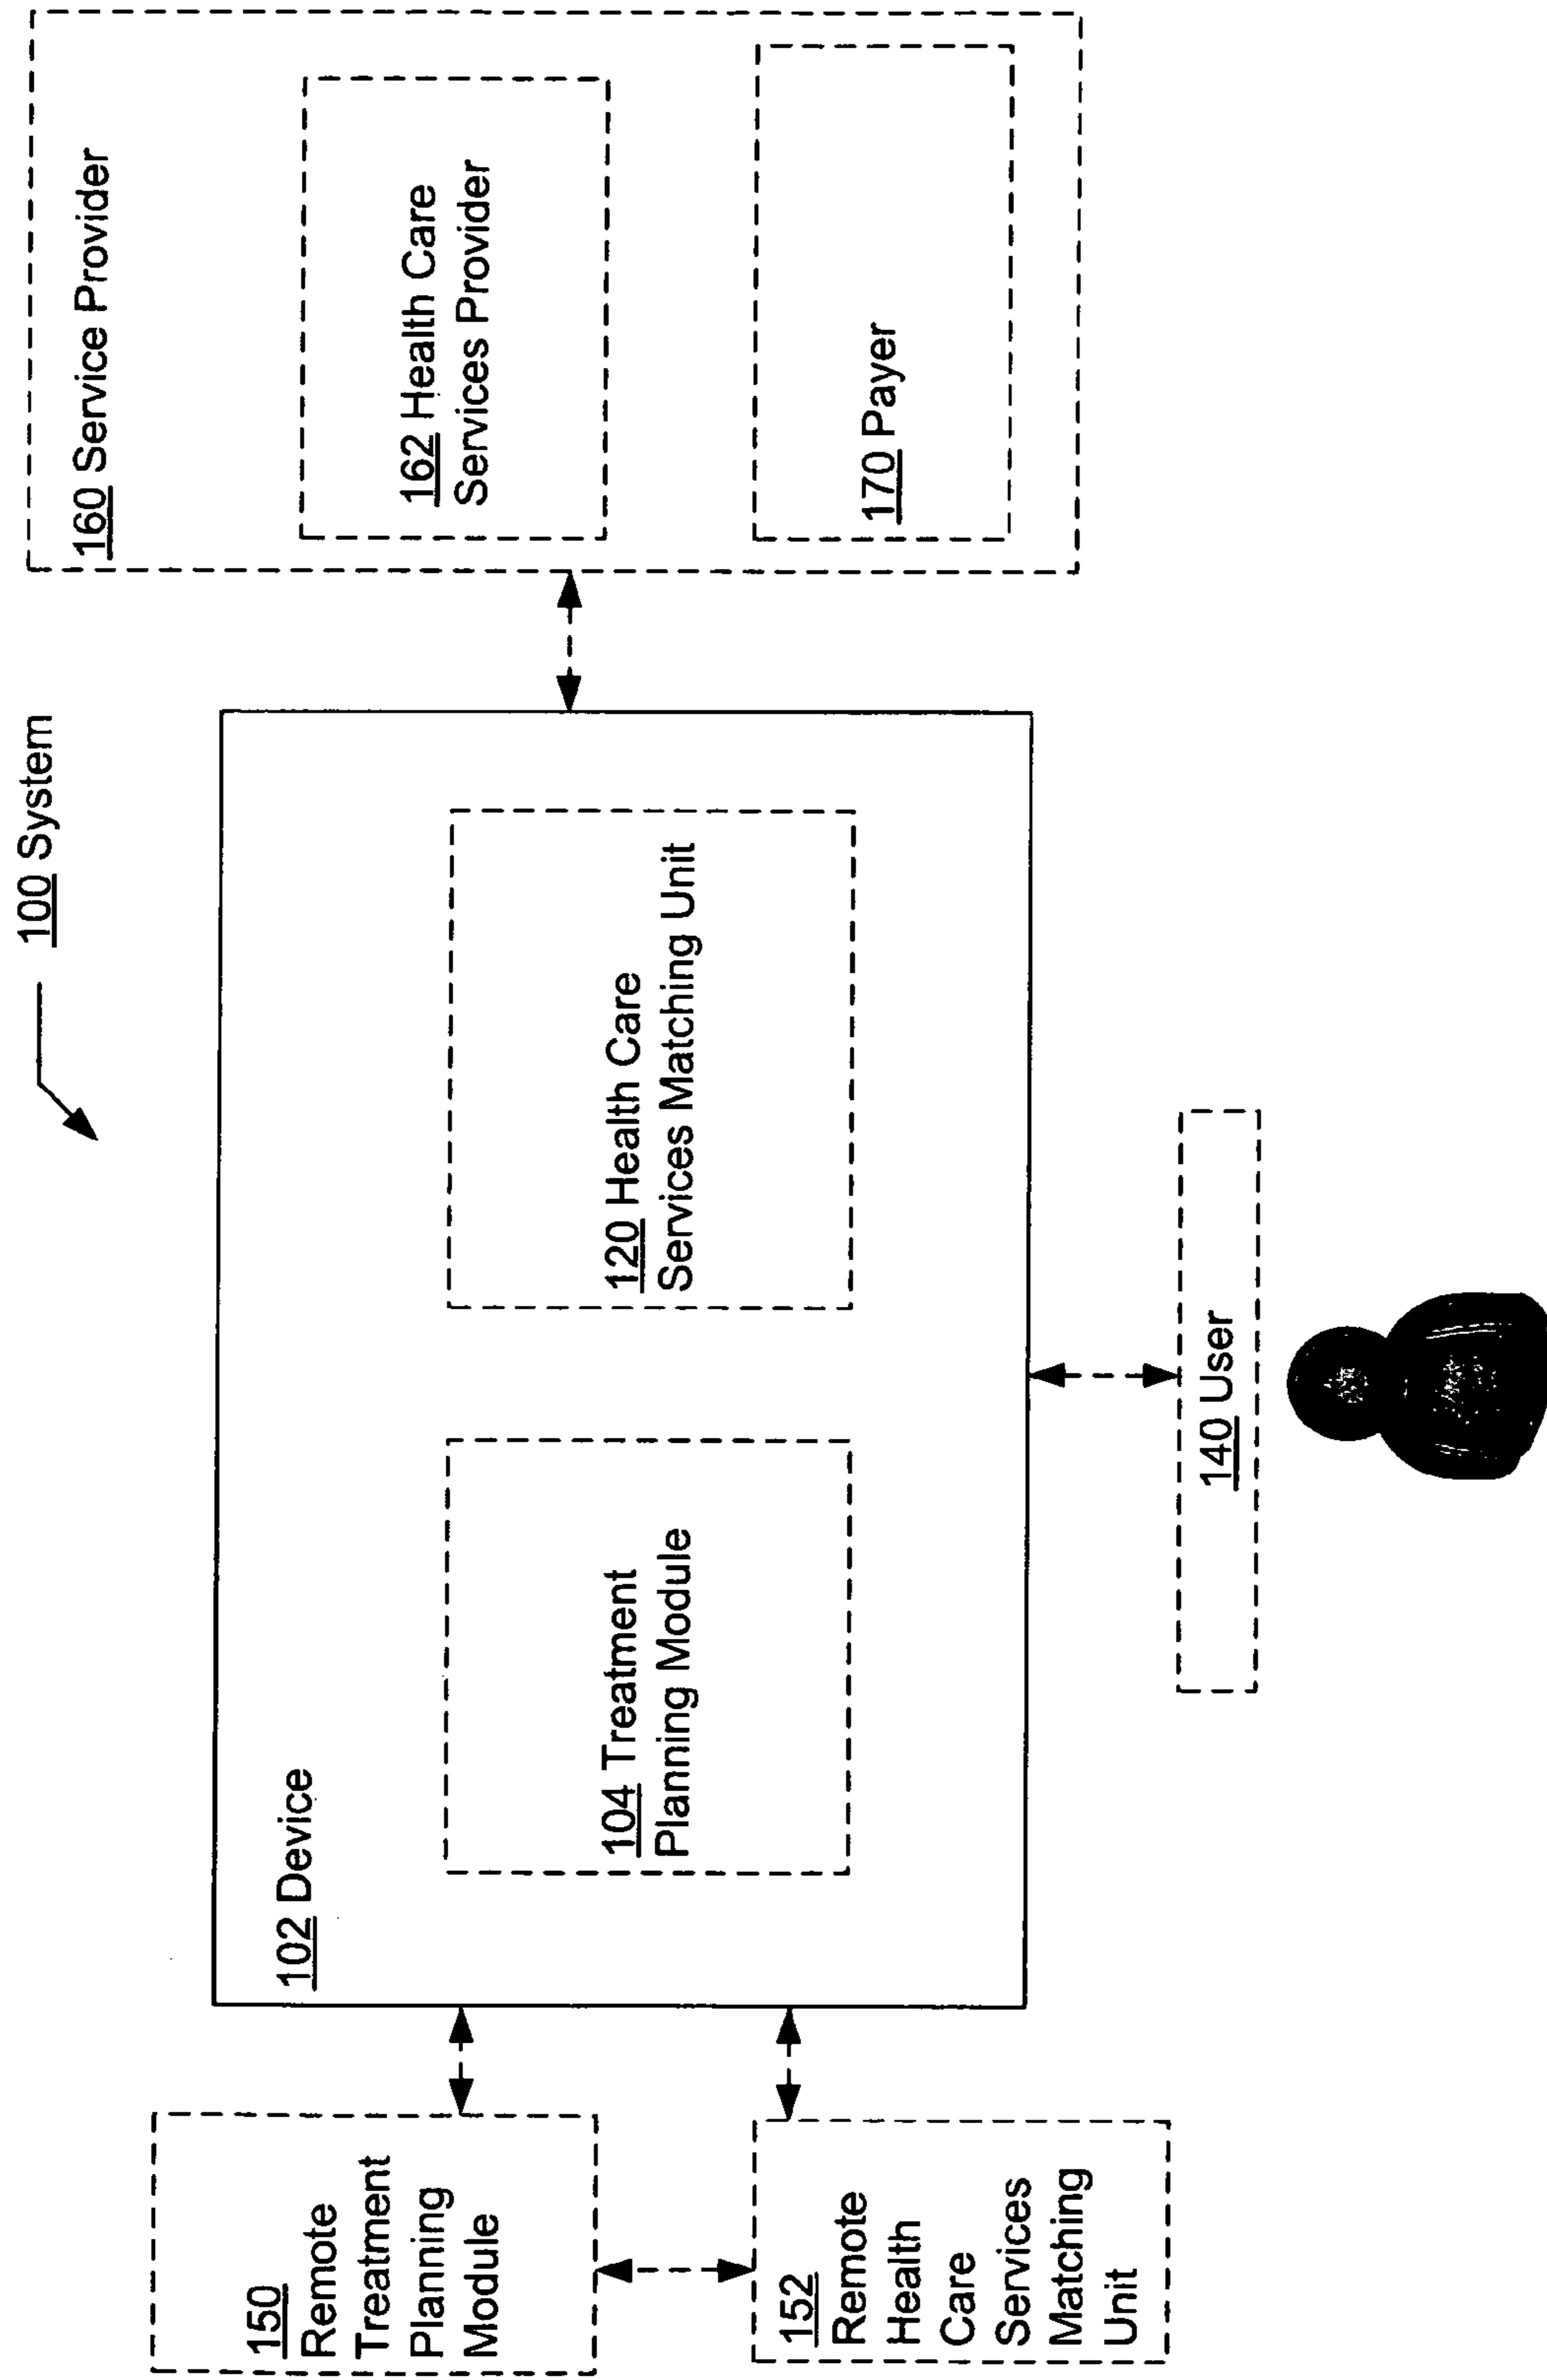 100 System
150
Remote
Treatment
Planning
Module
152
Remote
Health
Care
Services
Matching
Unit
102 Device
104 Treatment
Planning Module
120 Health Care
Services Matching Unit
140 User
160 Service Provider
162 Health Care
Services Provider
170 Payer